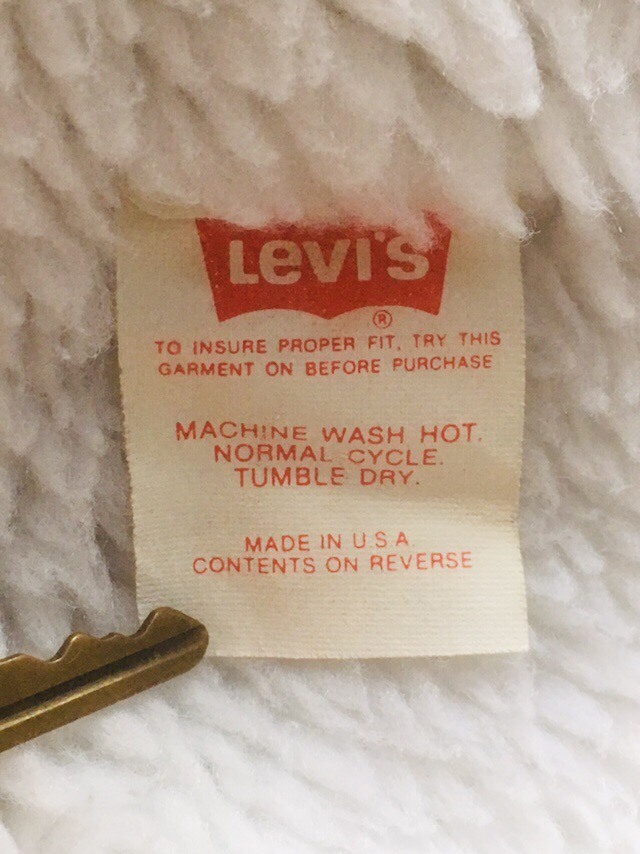 Levi's
®
TO INSURE PROPER FIT, TRY THIS
GARMENT ON BEFORE PURCHASE
MACHINE WASH HOT.
NORMAL CYCLE.
TUMBLE DRY.
MADE IN U.S.A.
CONTENTS ON REVERSE